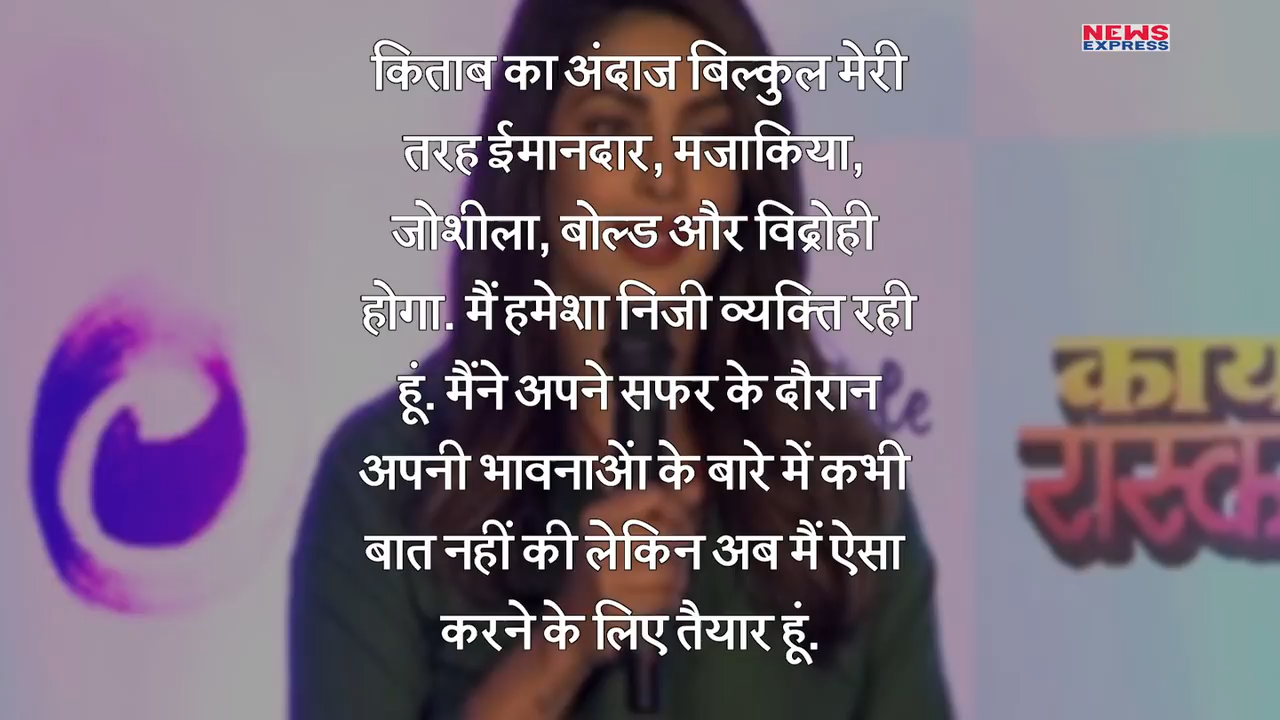 NEWS
EXPRESS
किताब का अंदाज बिल्कुल मेरी
तरह ईमानदार, मजाकिया,
जोशीला, बोल्ड और विद्रोही
होगा. मैं हमेशा निजी व्यक्ति रही
हूं. मैंने अपने सफर के दौरान
अपनी भावनाओं के बारे में कभी
बात नहीं की लेकिन अब मैं ऐसा
करने के लिए तैयार हूं.